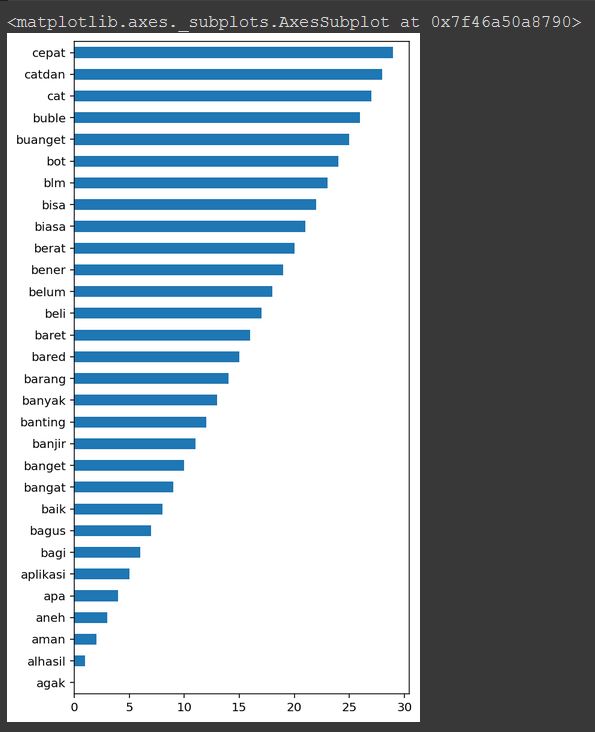 <matplotlib.axes._subplots.AxesSubplot at 0x7f46a50a8790>
cepat
catdan
cat
buble
buanget
bot
blm
bisa
biasa
berat
bener
belum
beli
baret
bared
barang
banyak
banting
banjir
banget
bangat
baik
bagus
bagi
aplikasi
apa
aneh
aman
alhasil
agak
0 5 10 15 20 25 30